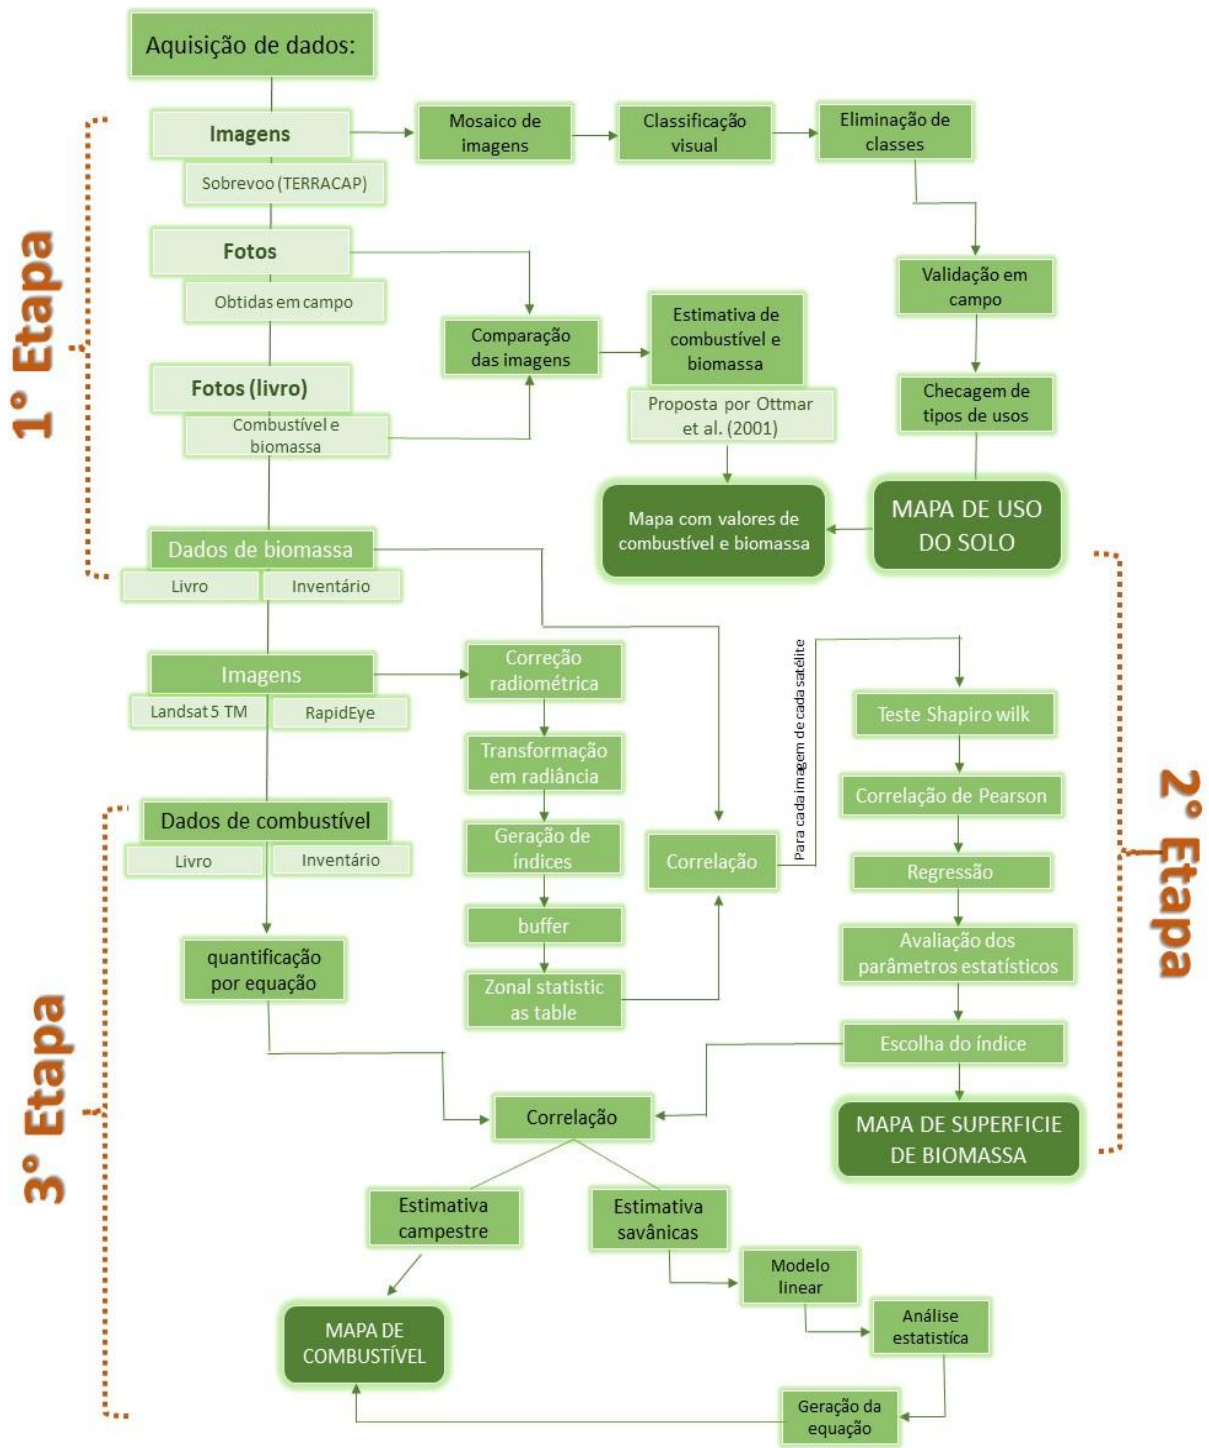 Aquisição de dados:
1° Etapa
Imagens
Sobrevoo (TERRACAP)
Mosaico de
imagens
Classificação
visual
Eliminação de
classes
Validação em
campo
Checagem de
tipos de usos
MAPA DE USO
DO SOLO
Fotos
Obtidas em campo
Fotos (livro)
Combustível e
biomassa
Comparação
das imagens
Estimativa de
combustível e
biomassa
Proposta por Ottmar
et al. (2001)
Mapa com valores de
combustível e biomassa
Dados de biomassa
Livro
Inventário
2° Etapa
Imagens
Landsat 5 TM
RapidEye
Correção
radiométrica
Transformação
em radiância
Geração de
índices
buffer
Zonal statistic
as table
Correlação
Para cada imagem de cada satélite
Teste Shapiro wilk
Correlação de Pearson
Regressão
Avaliação dos
parâmetros estatísticos
Escolha do índice
MAPA DE SUPERFICIE
DE BIOMASSA
3° Etapa
Dados de combustível
Livro
Inventário
quantificação
por equação
Correlação
Estimativa
campestre
Estimativa
savânicas
Modelo
linear
Análise
estatistíca
Geração da
equação
MAPA DE
COMBUSTÍVEL